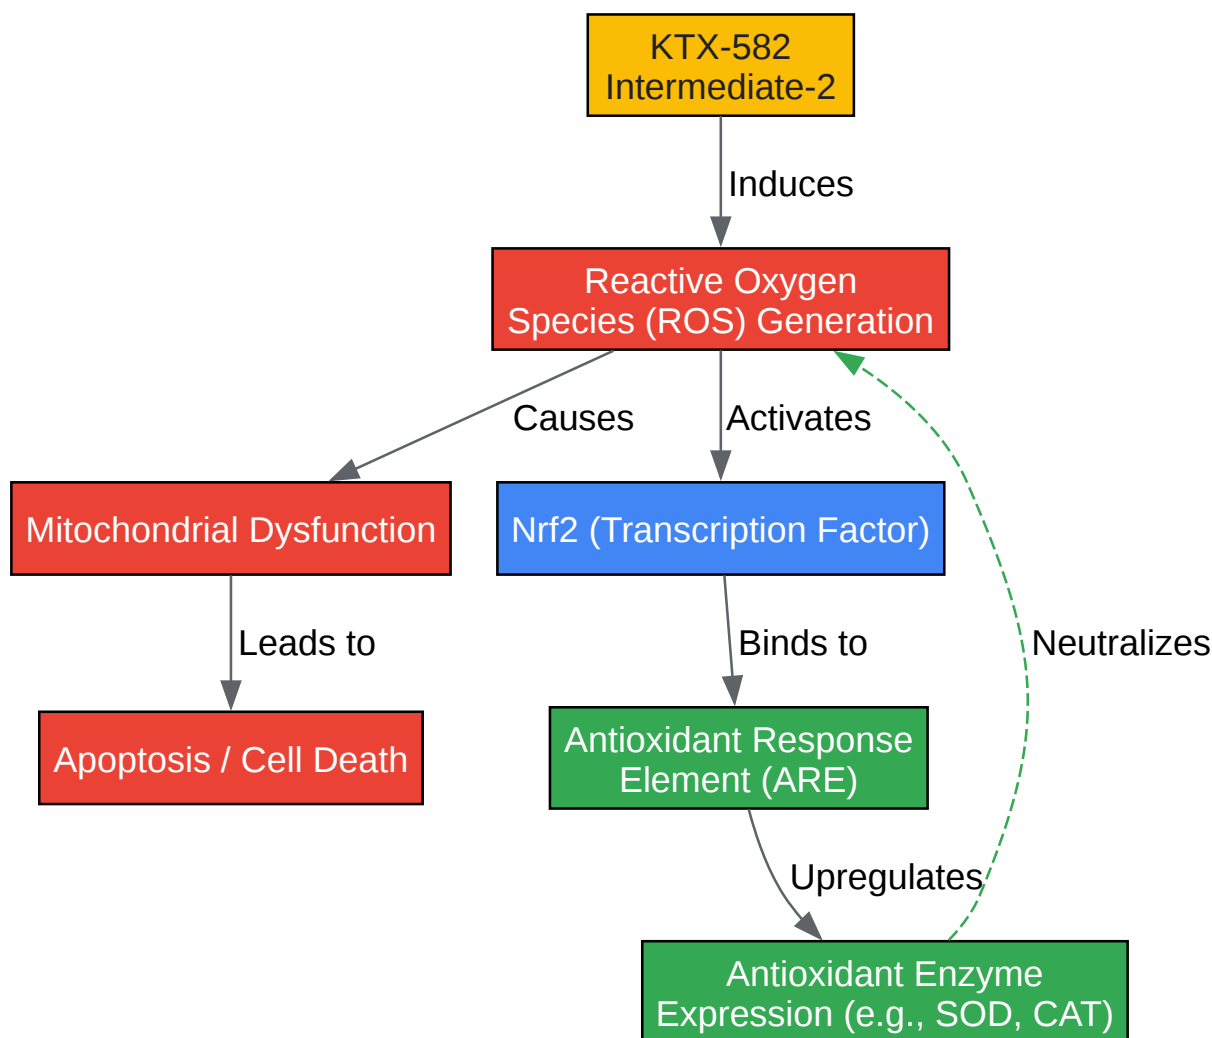 KTX-582
Intermediate-2
Induces
Reactive Oxygen
Species (ROS) Generation
Causes
Activates
Mitochondrial Dysfunction
Nrf2 (Transcription Factor)
Leads to
Binds to
Neutralizes
Apoptosis / Cell Death
Antioxidant Response
Element (ARE)
Upregulates
Antioxidant Enzyme
Expression (e.g., SOD, CAT)